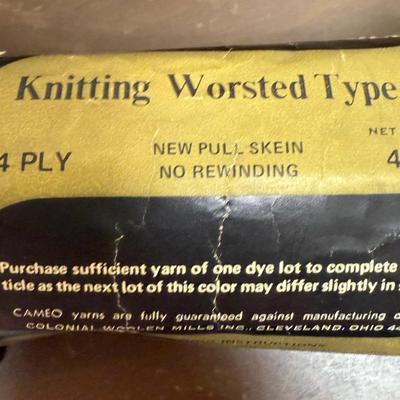 Knitting Worsted Type
4 PLY
NEW PULL SKEIN
NO REWINDING
NET
4
Purchase sufficient yarn of one dye lot to complete
ticle as the next lot of this color may differ slightly in s
CAMEO yarns are fully guaranteed against manufacturing d
COLONIAL WOOLEN MILLS INC., CLEVELAND, OHIO 44
INSTRUCTIONS